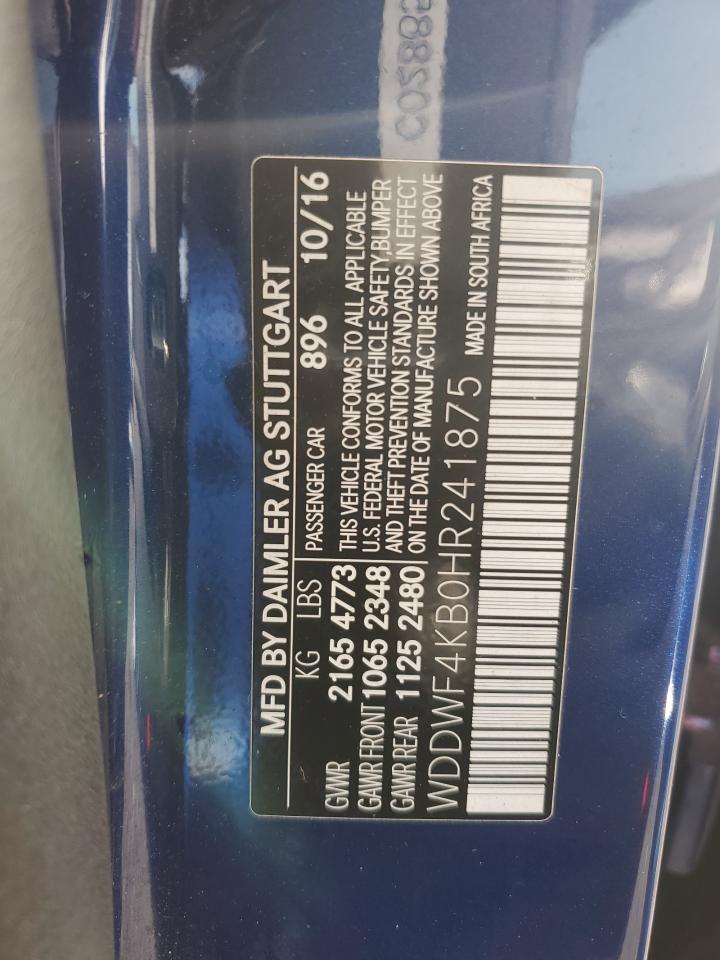 MFD BY DAIMLER AG STUTTGART
KG LBS
GVWR 2165 4773
GAWR FRONT 1065 2348
GAWR REAR 1125 2480
PASSENGER CAR 896 10/16
THIS VEHICLE CONFORMS TO ALL APPLICABLE
U.S. FEDERAL MOTOR VEHICLE SAFETY,BUMPER
AND THEFT PREVENTION STANDARDS IN EFFECT
ON THE DATE OF MANUFACTURE SHOWN ABOVE
WDDWF4KB0HR241875
MADE IN SOUTH AFRICA